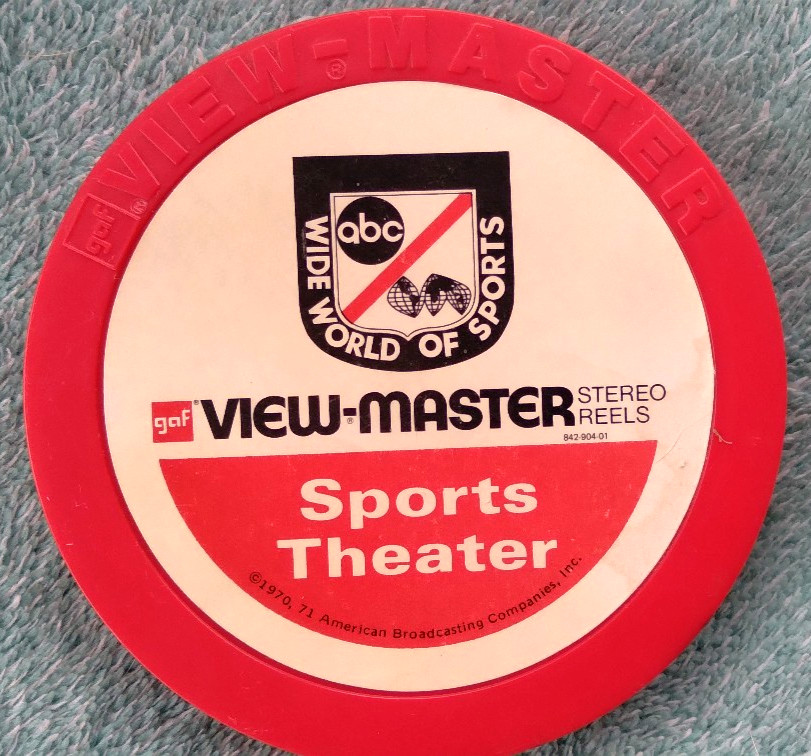 gaf® VIEW-MASTER®
abc
WIDE WORLD OF SPORTS
gaf® VIEW-MASTER® STEREO
REELS
842-904-01
Sports
Theater
©1970, 71 American Broadcasting Companies, Inc.